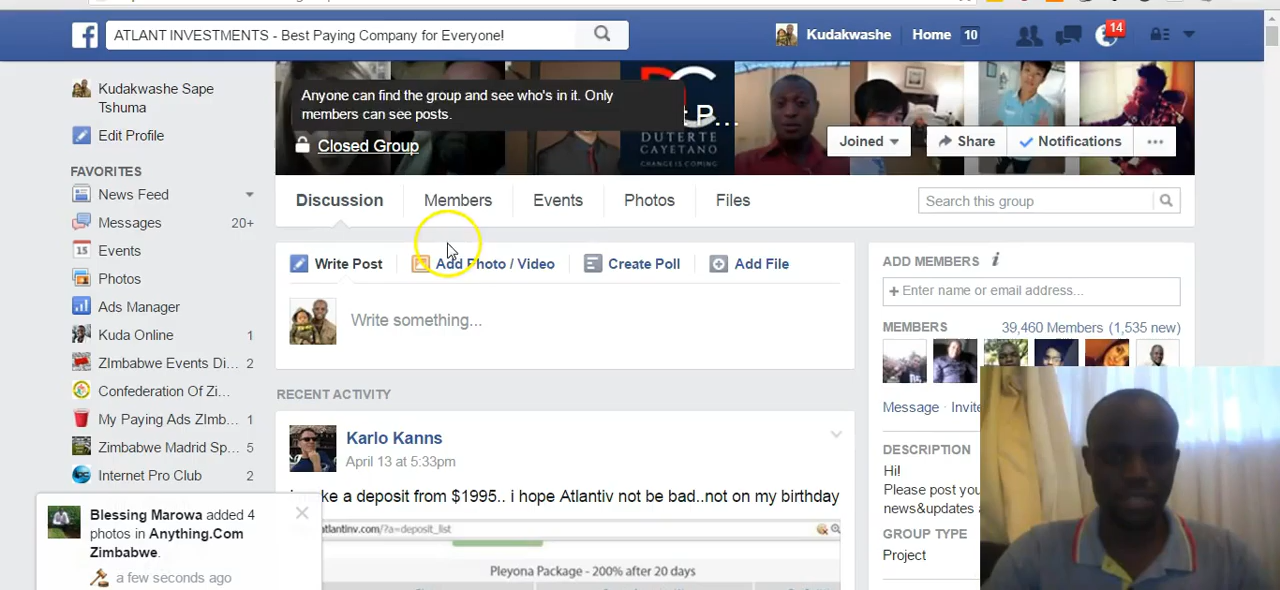 ATLANT INVESTMENTS - Best Paying Company for Everyone!
Kudakwashe
Home 10
14
Kudakwashe Sape
Tshuma
Edit Profile
FAVORITES
News Feed
Messages 20+
15 Events
Photos
Ads Manager
Kuda Online 1
ZImbabwe Events Di... 2
Confederation Of Zi...
My Paying Ads ZImb... 1
Zimbabwe Madrid Sp... 5
Internet Pro Club 2
Blessing Marowa added 4
photos in Anything.Com
Zimbabwe.
a few seconds ago
Anyone can find the group and see who's in it. Only
members can see posts.
P...
Closed Group
DUTERTE
CAYETANO
CHANGE IS COMING
Joined
Share
Notifications
...
Discussion
Members
Events
Photos
Files
Search this group
Write Post
Add Photo / Video
Create Poll
Add File
Write something...
RECENT ACTIVITY
Karlo Kanns
April 13 at 5:33pm
ke a deposit from $1995.. i hope Atlantiv not be bad..not on my birthday
atlantinv.com/?a=deposit_list
Pleyona Package - 200% after 20 days
ADD MEMBERS i
+ Enter name or email address...
MEMBERS
39,460 Members (1,535 new)
Message · Invite
DESCRIPTION
Hi!
Please post you
news&updates
GROUP TYPE
Project